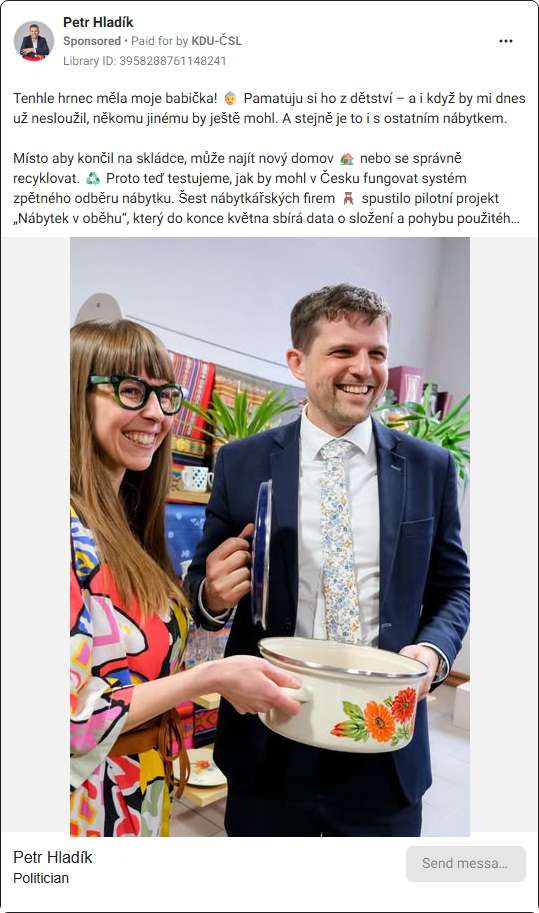 Petr Hladík
Sponsored • Paid for by KDU-ČSL
Library ID: 3958288761148241
Tenhle hrnec měla moje babička! 👵 Pamatuju si ho z dětství – a i když by mi dnes
už nesloužil, někomu jinému by ještě mohl. A stejně je to i s ostatním nábytkem.
Místo aby končil na skládce, může najít nový domov 🏠 nebo se správně
recyklovat. ♻️ Proto teď testujeme, jak by mohl v Česku fungovat systém
zpětného odběru nábytku. Šest nábytkářských firem 🪑 spustilo pilotní projekt
„Nábytek v oběhu“, který do konce května sbírá data o složení a pohybu použitéh…
Petr Hladík
Politician
Send messa…